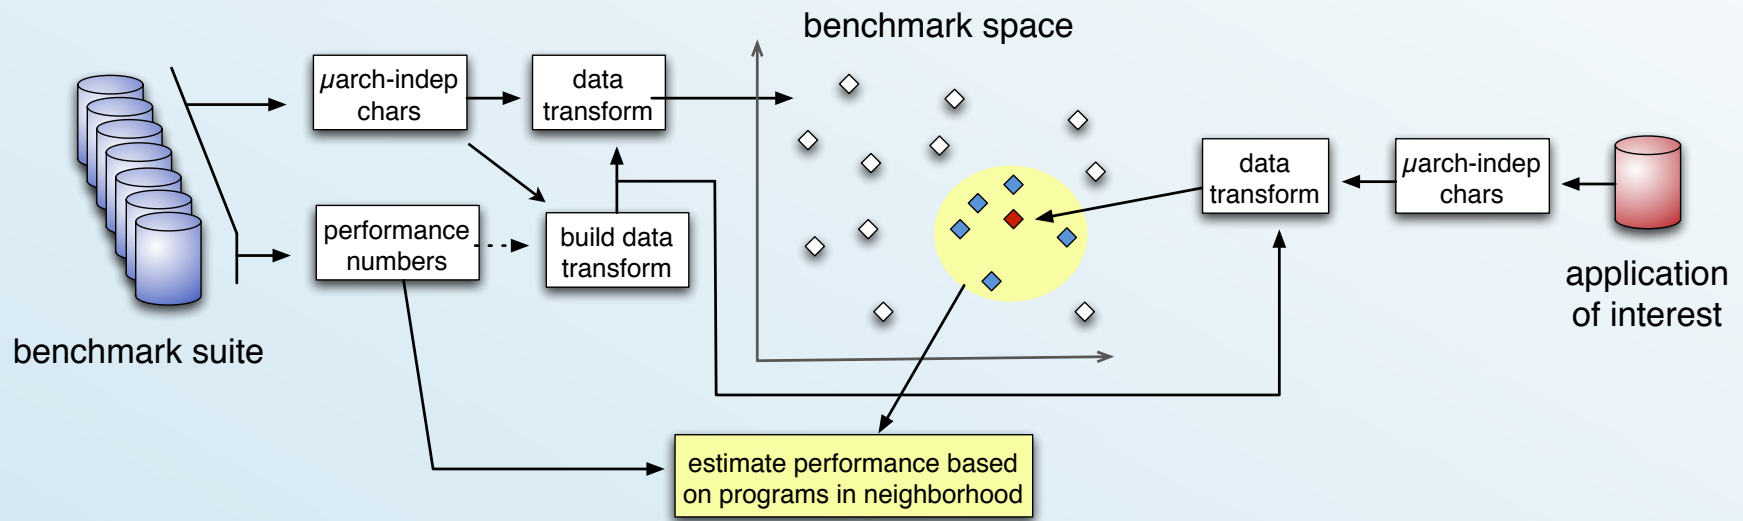 benchmark space
µarch-indep
chars
data
transform
performance
numbers
build data
transform
benchmark suite
data
transform
µarch-indep
chars
application
of interest
estimate performance based
on programs in neighborhood